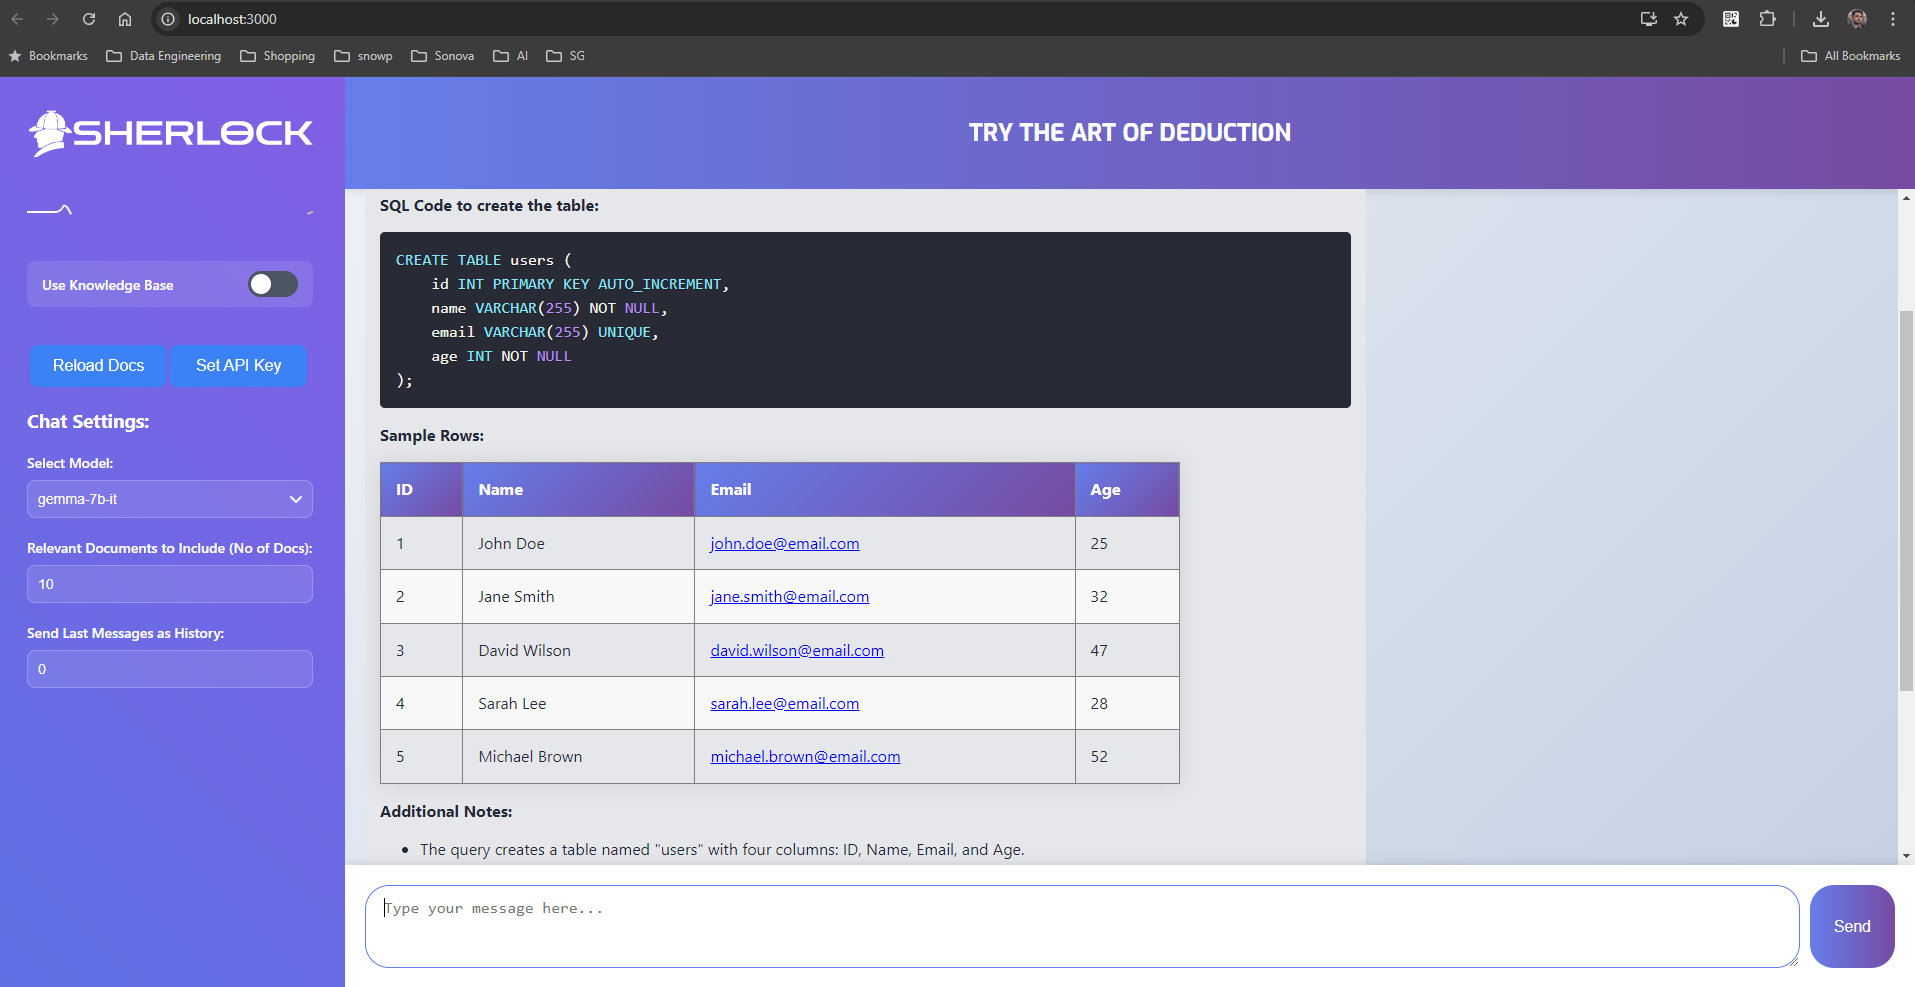 localhost:3000
Bookmarks Data Engineering Shopping snowp Sonova AI SG All Bookmarks
SHERLOCK
TRY THE ART OF DEDUCTION
Use Knowledge Base
Reload Docs Set API Key
Chat Settings:
Select Model:
gemma-7b-it
Relevant Documents to Include (No of Docs):
10
Send Last Messages as History:
0
SQL Code to create the table:
CREATE TABLE users (
    id INT PRIMARY KEY AUTO_INCREMENT,
    name VARCHAR(255) NOT NULL,
    email VARCHAR(255) UNIQUE,
    age INT NOT NULL
);
Sample Rows:
ID Name Email Age
1 John Doe john.doe@email.com 25
2 Jane Smith jane.smith@email.com 32
3 David Wilson david.wilson@email.com 47
4 Sarah Lee sarah.lee@email.com 28
5 Michael Brown michael.brown@email.com 52
Additional Notes:
• The query creates a table named "users" with four columns: ID, Name, Email, and Age.
Type your message here...
Send